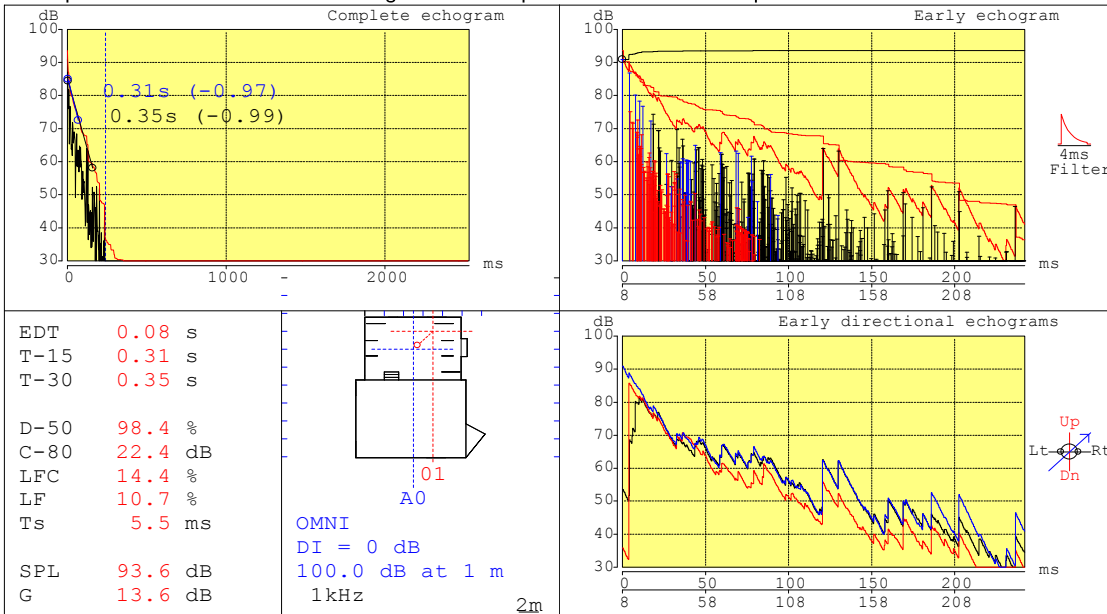 dB
Complete echogram
100
90
80
70
60
50
40
30
0.31s (-0.97)
0.35s (-0.99)
0
1000
2000
ms
dB
Early echogram
100
90
80
70
60
50
40
30
0
50
100
150
200
ms
8
58
108
158
208
4ms
Filter
EDT 0.08 s
T-15 0.31 s
T-30 0.35 s
D-50 98.4 %
C-80 22.4 dB
LFC 14.4 %
LF 10.7 %
Ts 5.5 ms
SPL 93.6 dB
G 13.6 dB
01
A0
OMNI
DI = 0 dB
100.0 dB at 1 m
1kHz
2m
dB
Early directional echograms
100
90
80
70
60
50
40
30
0
50
100
150
200
ms
8
58
108
158
208
Up
Lt
Rt
Dn